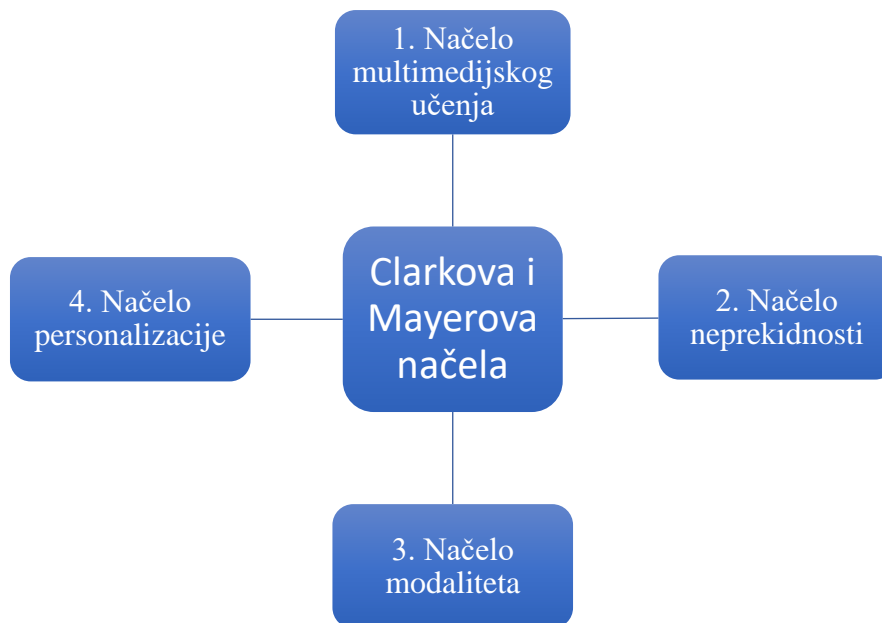 1. Načelo
multimedijskog
učenja
Clarkova i
Mayerova
načela
4. Načelo
personalizacije
2. Načelo
neprekidnosti
3. Načelo
modaliteta